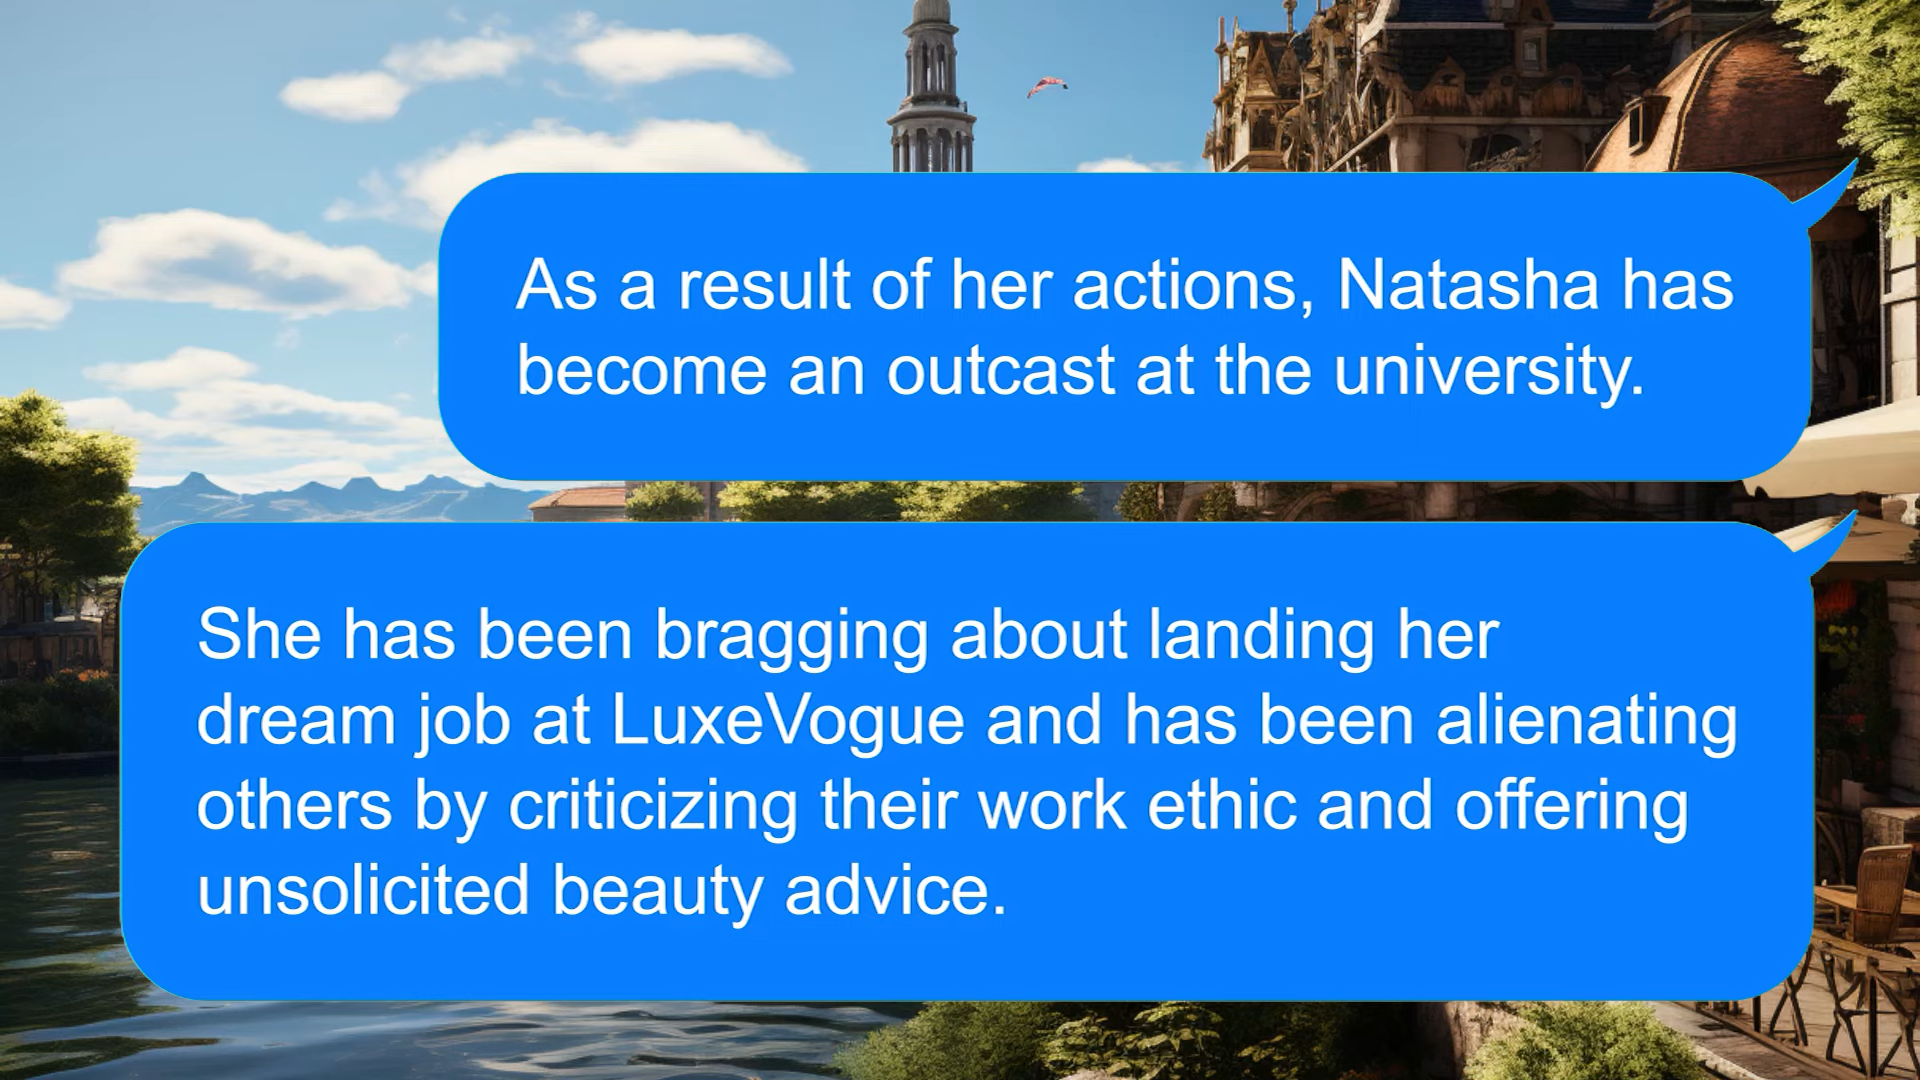 As a result of her actions, Natasha has
become an outcast at the university.
She has been bragging about landing her
dream job at LuxeVogue and has been alienating
others by criticizing their work ethic and offering
unsolicited beauty advice.